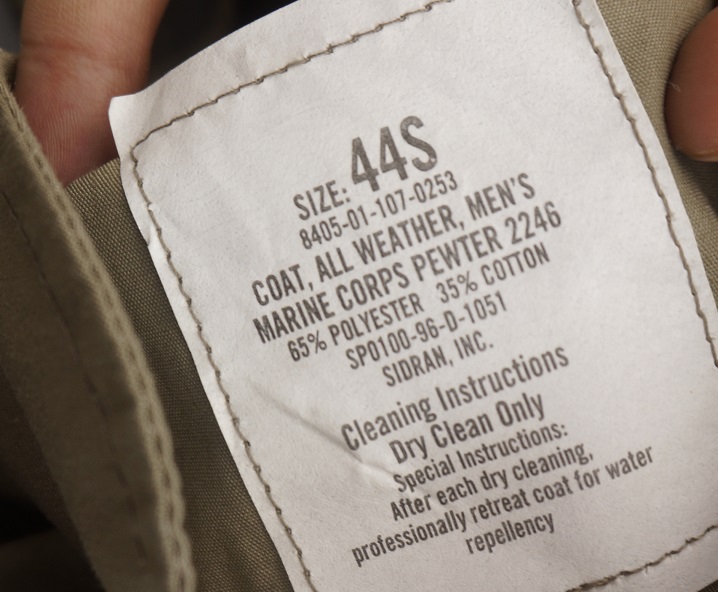 SIZE: 44S
8405-01-107-0253
COAT, ALL WEATHER, MEN'S
MARINE CORPS PEWTER 2246
65% POLYESTER 35% COTTON
SP0100-96-D-1051
SIDRAN, INC.
Cleaning Instructions
Dry Clean Only
Special Instructions:
After each dry cleaning,
professionally retreat coat for water
repellency